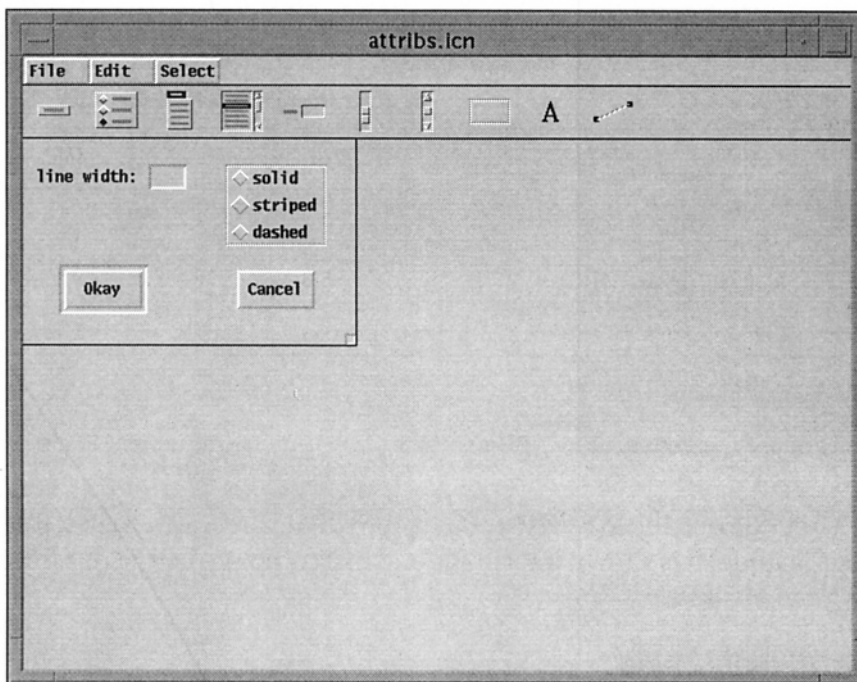 attribs.icn
File Edit Select
A
line width:
solid
striped
dashed
Okay Cancel